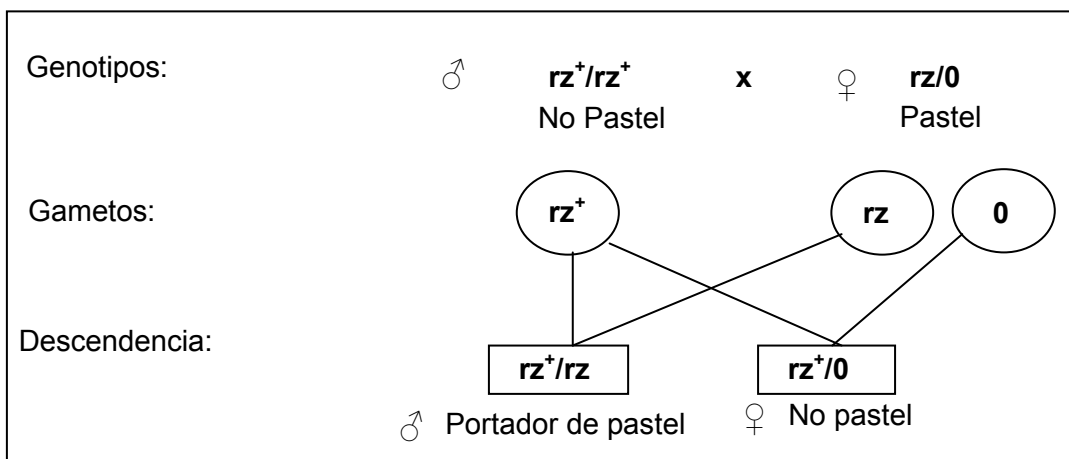 Genotipos: ♂ rz⁺/rz⁺ x ♀ rz/0
No Pastel Pastel
Gametos: rz⁺ rz 0
Descendencia:
rz⁺/rz rz⁺/0
♂ Portador de pastel ♀ No pastel